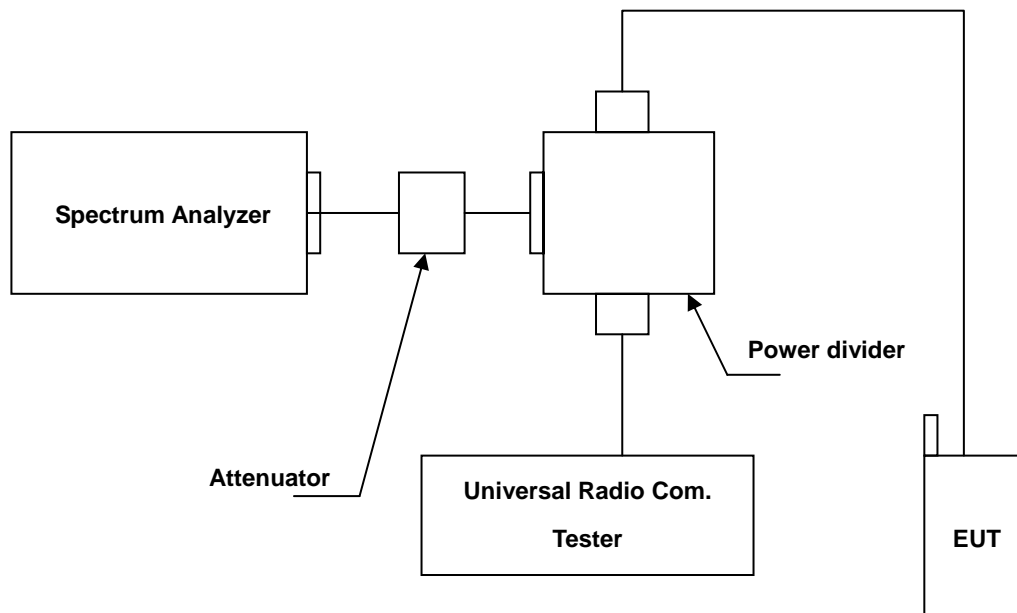 Spectrum Analyzer
Power divider
Attenuator
Universal Radio Com.
Tester
EUT